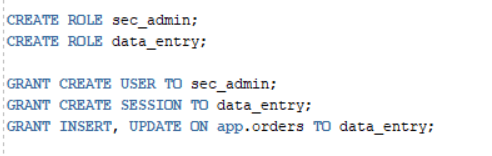 CREATE ROLE sec_admin;
CREATE ROLE data_entry;
GRANT CREATE USER TO sec_admin;
GRANT CREATE SESSION TO data_entry;
GRANT INSERT, UPDATE ON app.orders TO data_entry;